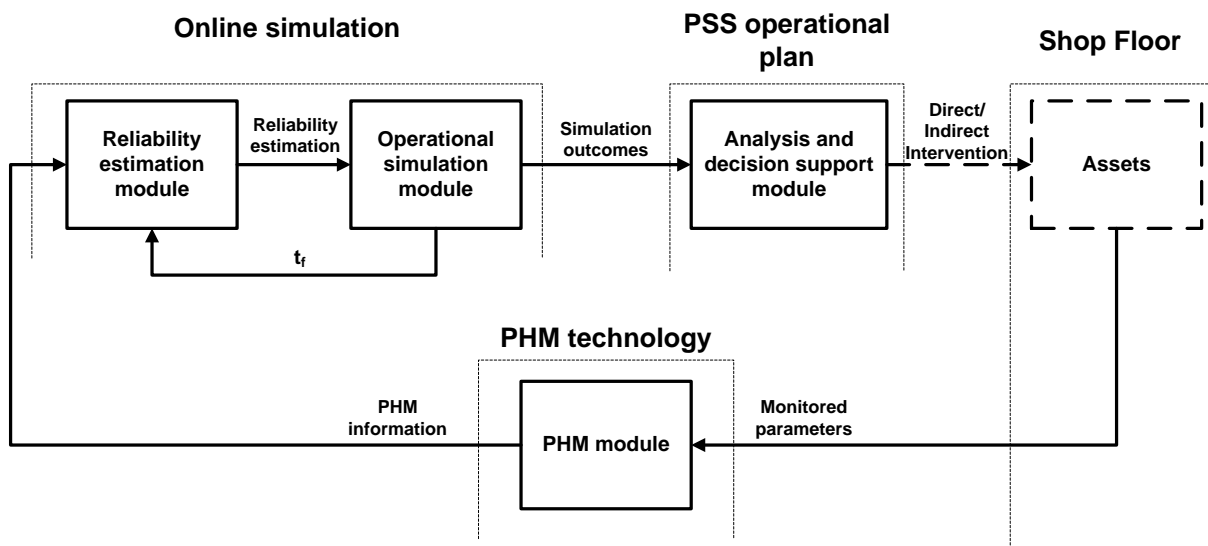 Online simulation
PSS operational
plan
Shop Floor
Reliability
estimation
module
Reliability
estimation
Operational
simulation
module
Simulation
outcomes
Analysis and
decision support
module
Direct/
Indirect
Intervention
Assets
t_f
PHM technology
PHM
information
PHM module
Monitored
parameters